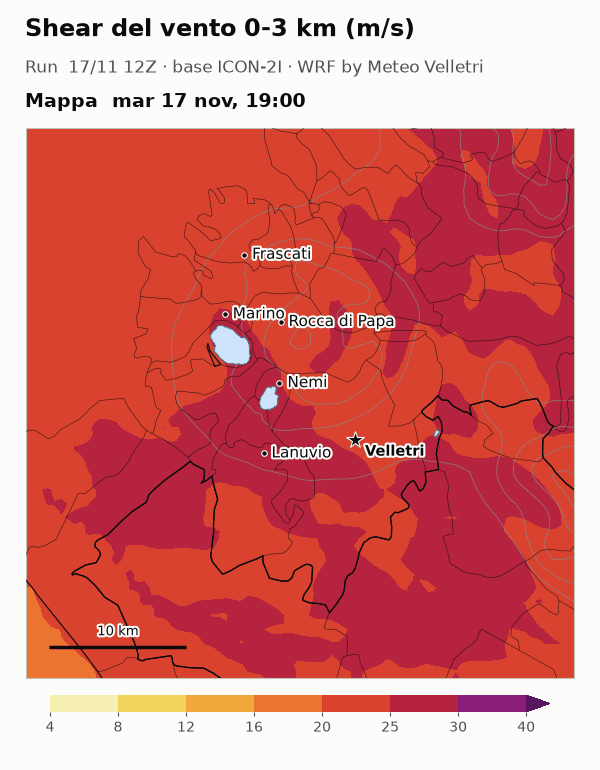 Shear del vento 0-3 km (m/s)
Run  17/11 12Z · base ICON-2I · WRF by Meteo Velletri
Mappa  mar 17 nov, 19:00
Frascati
Marino
Rocca di Papa
Nemi
Velletri
Lanuvio
10 km
4 8 12 16 20 25 30 40